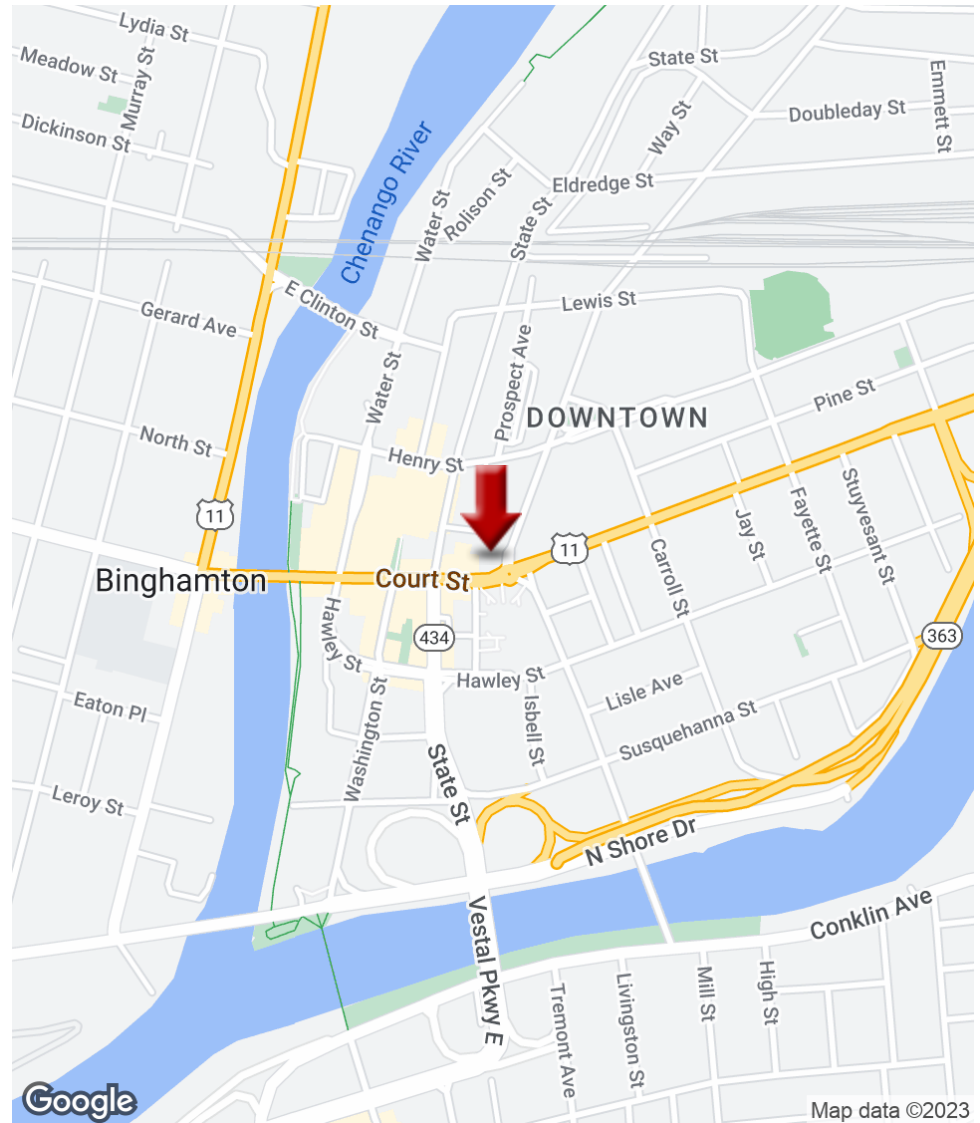 Lydia St
State St
Meadow St
Murray St
Emmett St
Doubleday St
Dickinson St
Way St
Chenango River
Rolison St
Eldredge St
Water St
State St
E Clinton St
Lewis St
Gerard Ave
Prospect Ave
Water St
Pine St
DOWNTOWN
North St
Henry St
Stuyvesant St
Fayette St
11
Jay St
11
Carroll St
Binghamton
Court St
Hawley St
434
363
Hawley St
Lisle Ave
Isbell St
Eaton Pl
Susquehanna St
Washington St
State St
Leroy St
N Shore Dr
Vestal Pkwy E
Conklin Ave
Tremont Ave
Livingston St
Mill St
High St
Google
Map data ©2023